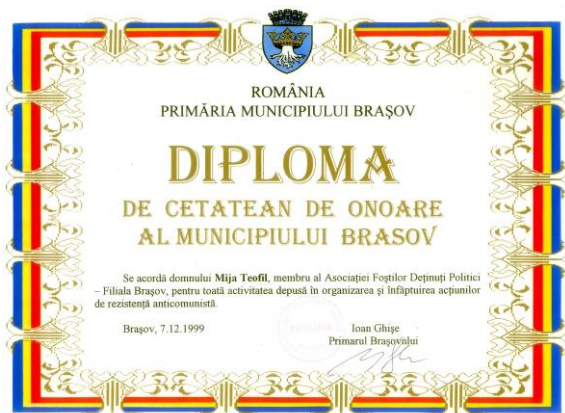 ROMÂNIA
PRIMĂRIA MUNICIPIULUI BRAŞOV
DIPLOMA
DE CETATEAN DE ONOARE
AL MUNICIPIULUI BRASOV
Se acordă domnului Mija Teofil, membru al Asociaţiei Foştilor Deţinuţi Politici
– Filiala Braşov, pentru toată activitatea depusă în organizarea şi înfăptuirea acţiunilor
de rezistenţă anticomunistă.
Braşov, 7.12.1999
Ioan Ghişe
Primarul Braşovului